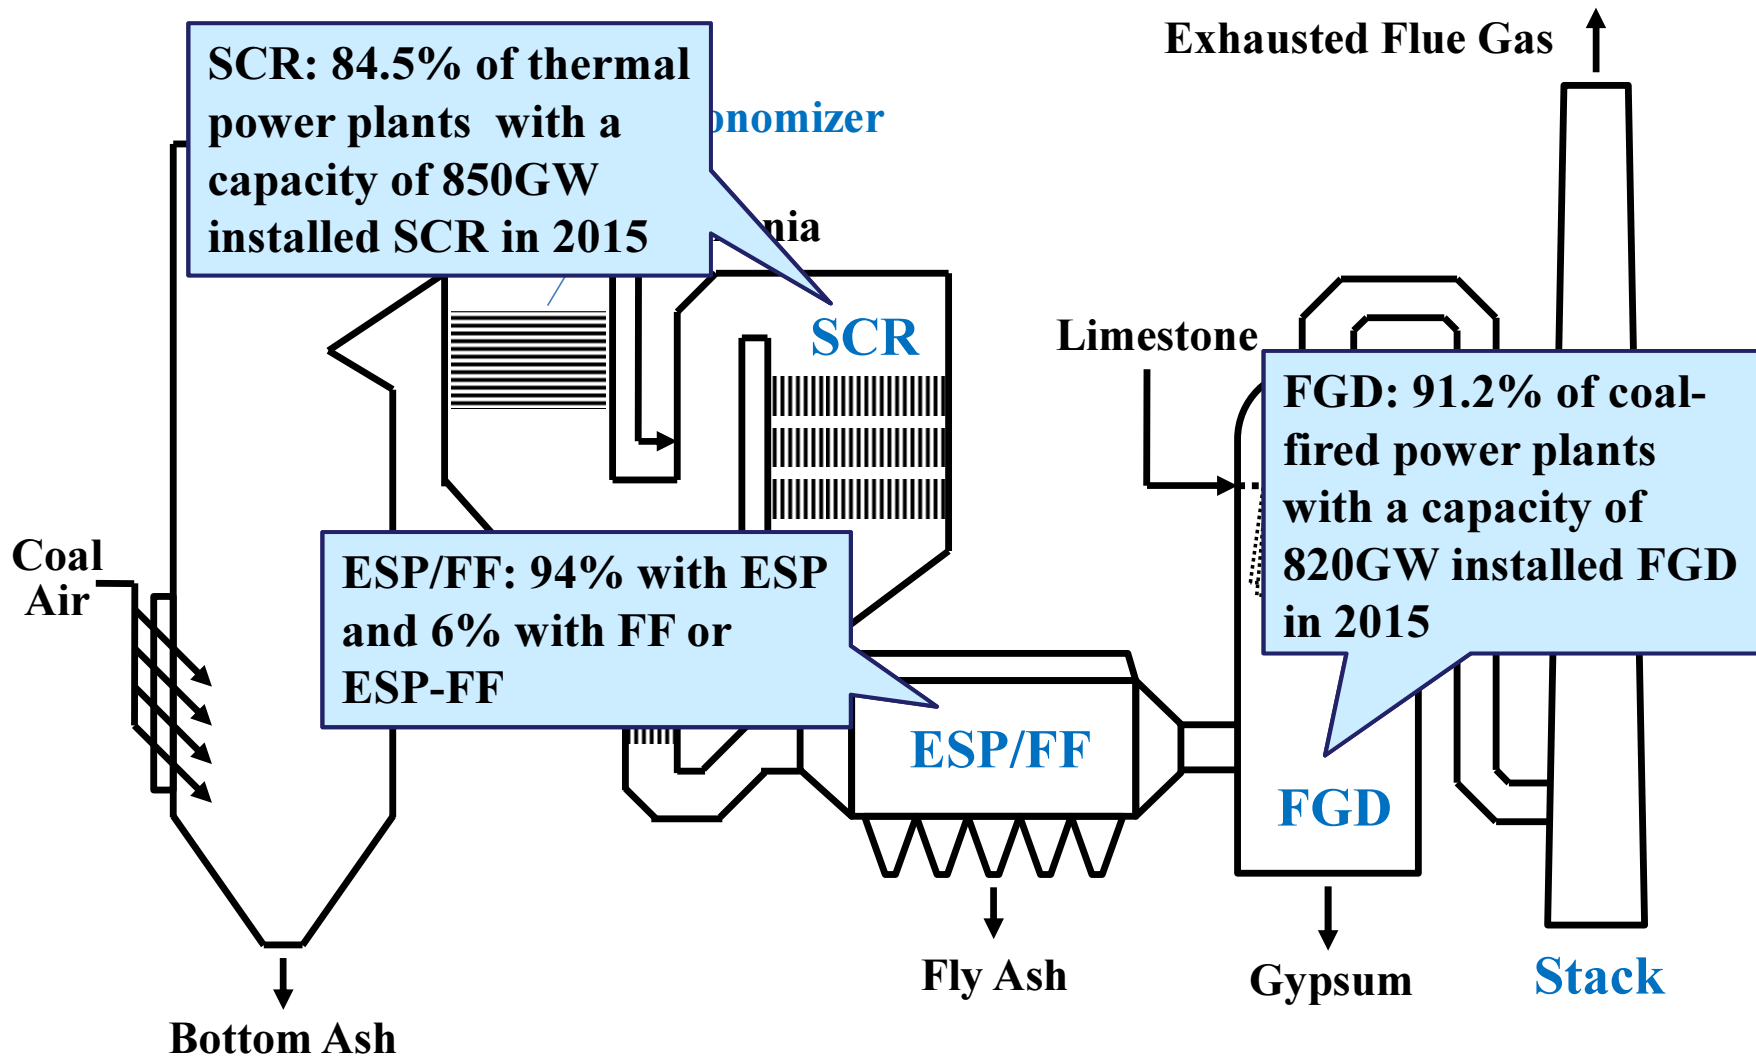 Exhausted Flue Gas
SCR: 84.5% of thermal
power plants with a
capacity of 850GW
installed SCR in 2015
onomizer
nia
SCR
Limestone
FGD: 91.2% of coal-
fired power plants
with a capacity of
820GW installed FGD
in 2015
Coal
Air
ESP/FF: 94% with ESP
and 6% with FF or
ESP-FF
ESP/FF
FGD
Fly Ash
Gypsum
Stack
Bottom Ash